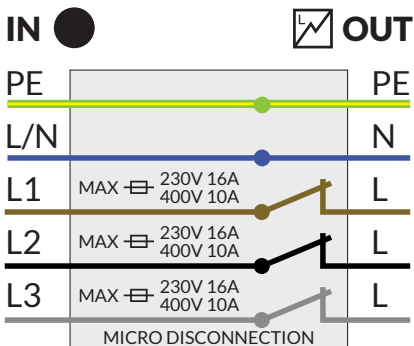 IN OUT
L
PE PE
L/N N
L1 MAX 230V 16A L
400V 10A
L2 MAX 230V 16A L
400V 10A
L3 MAX 230V 16A L
400V 10A
MICRO DISCONNECTION